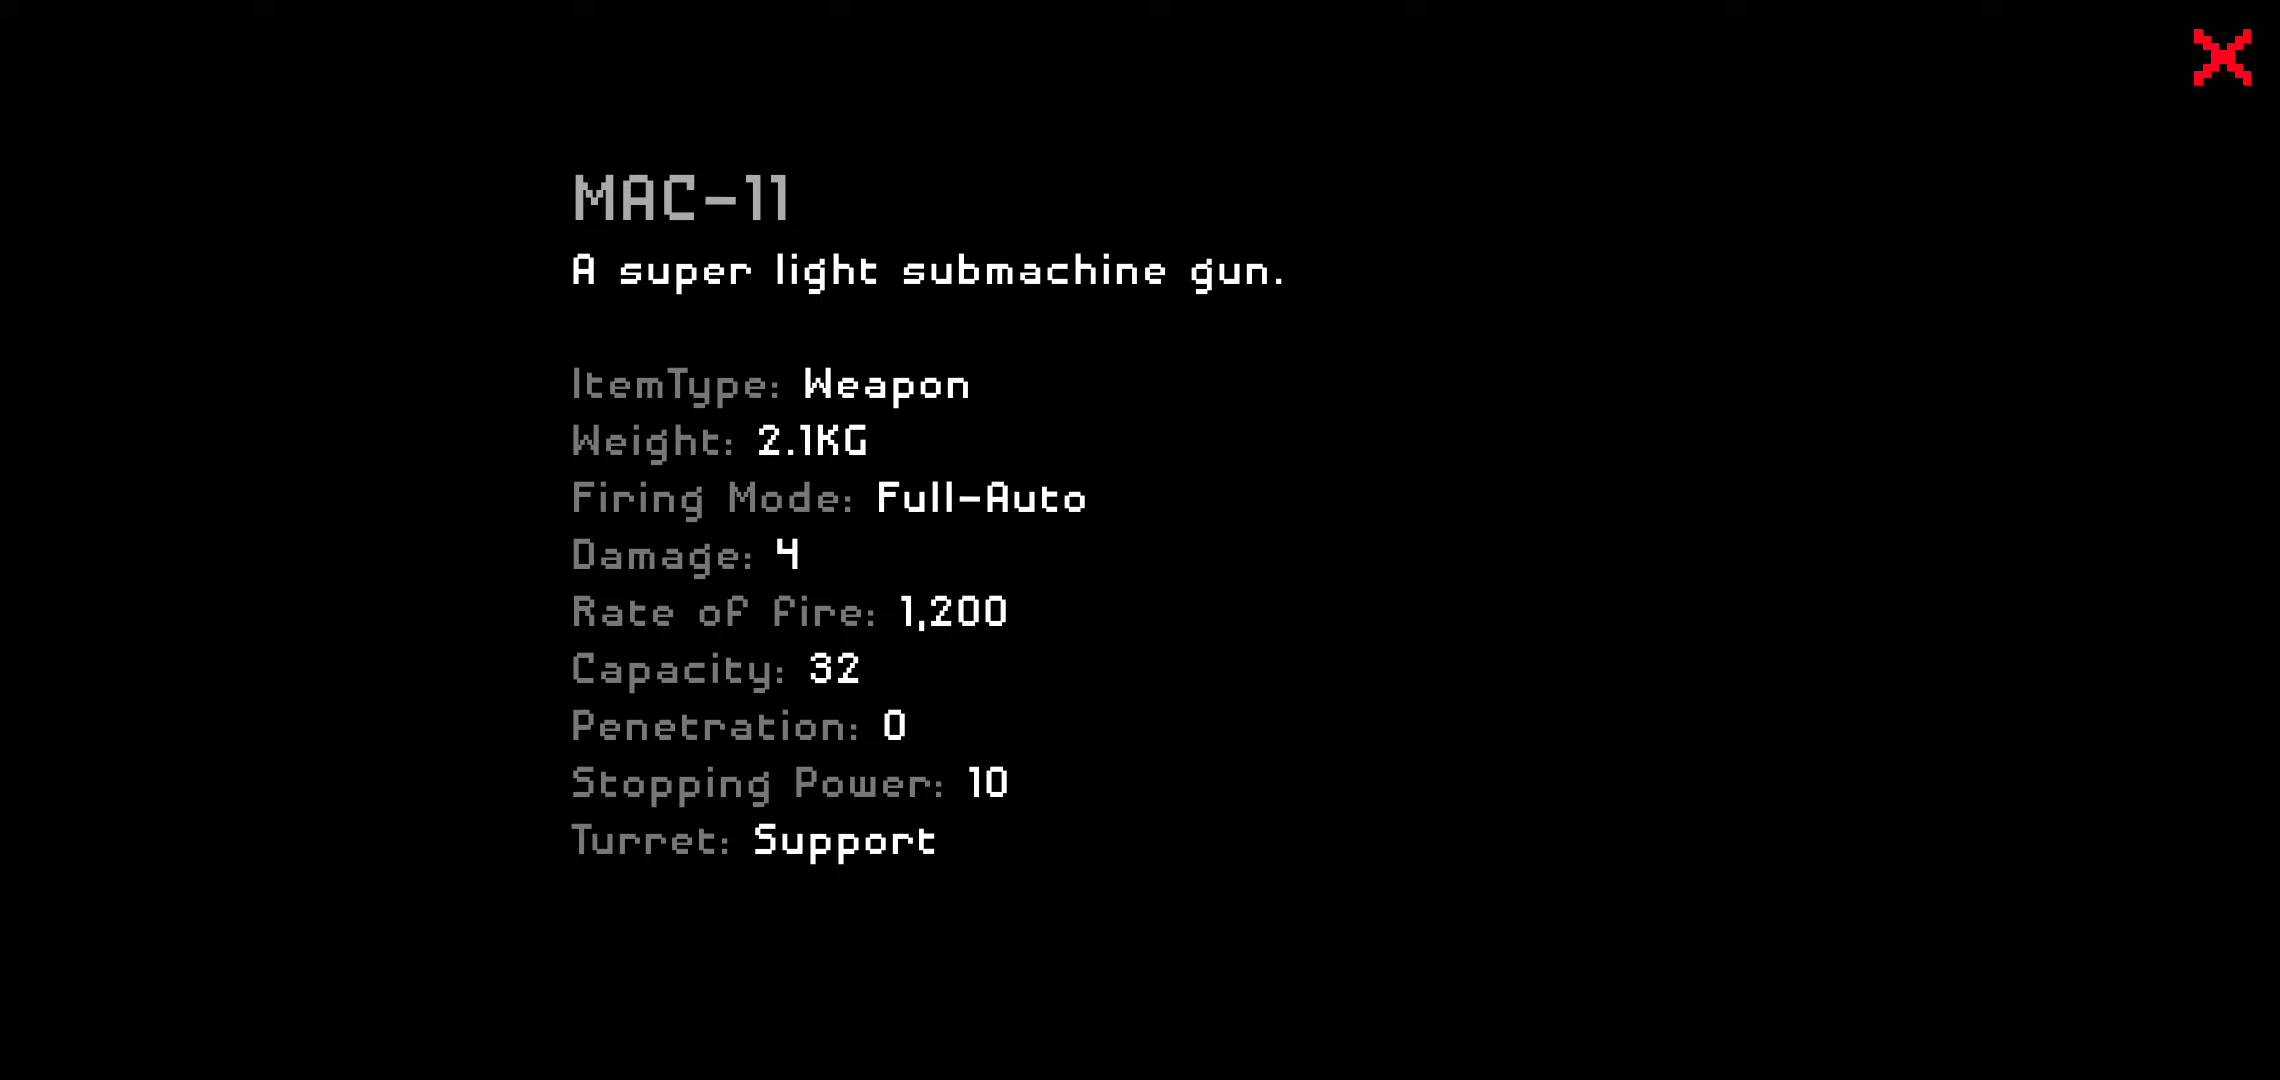 MAC-11
A super light submachine gun.
ItemType: Weapon
Weight: 2.1KG
Firing Mode: Full-Auto
Damage: 4
Rate of fire: 1,200
Capacity: 32
Penetration: 0
Stopping Power: 10
Turret: Support